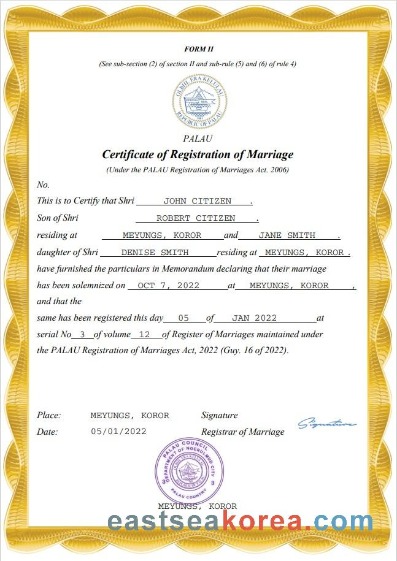 FORM II
(See sub-section (2) of section II and sub-rule (5) and (6) of rule 4)
PALAU
Certificate of Registration of Marriage
(Under the PALAU Registration of Marriages Act. 2006)
No.
This is to Certify that Shri JOHN CITIZEN .
Son of Shri ROBERT CITIZEN .
residing at MEYUNGS, KOROR and JANE SMITH .
daughter of Shri DENISE SMITH residing at MEYUNGS, KOROR .
have furnished the particulars in Memorandum declaring that their marriage
has been solemnized on OCT 7, 2022 at MEYUNGS, KOROR ,
and that the
same has been registered this day 05 of JAN 2022 at
serial No 3 of volume 12 of Register of Marriages maintained under
the PALAU Registration of Marriages Act, 2022 (Guy. 16 of 2022).
Place: MEYUNGS, KOROR Signature
Signature
Date: 05/01/2022 Registrar of Marriage
PALAU COUNCIL
PALAU COUNTRY
MEYUNGS, KOROR
eastseakorea.com